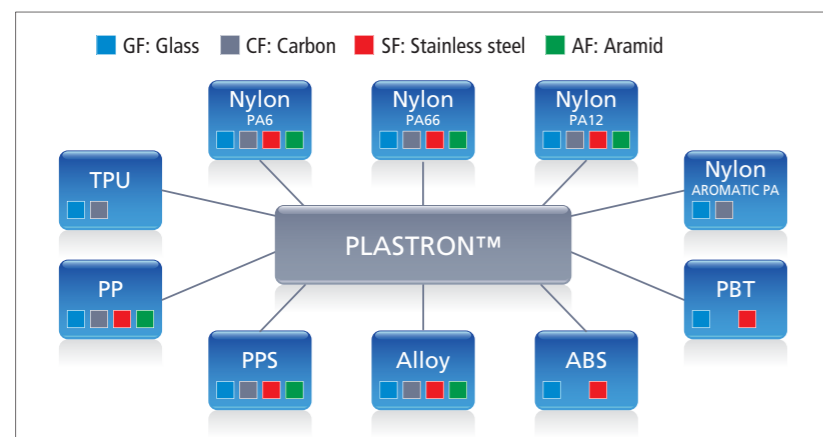 GF: Glass CF: Carbon SF: Stainless steel AF: Aramid
Nylon
PA6
Nylon
PA66
Nylon
PA12
TPU
Nylon
AROMATIC PA
PLASTRON™
PP
PBT
PPS
Alloy
ABS